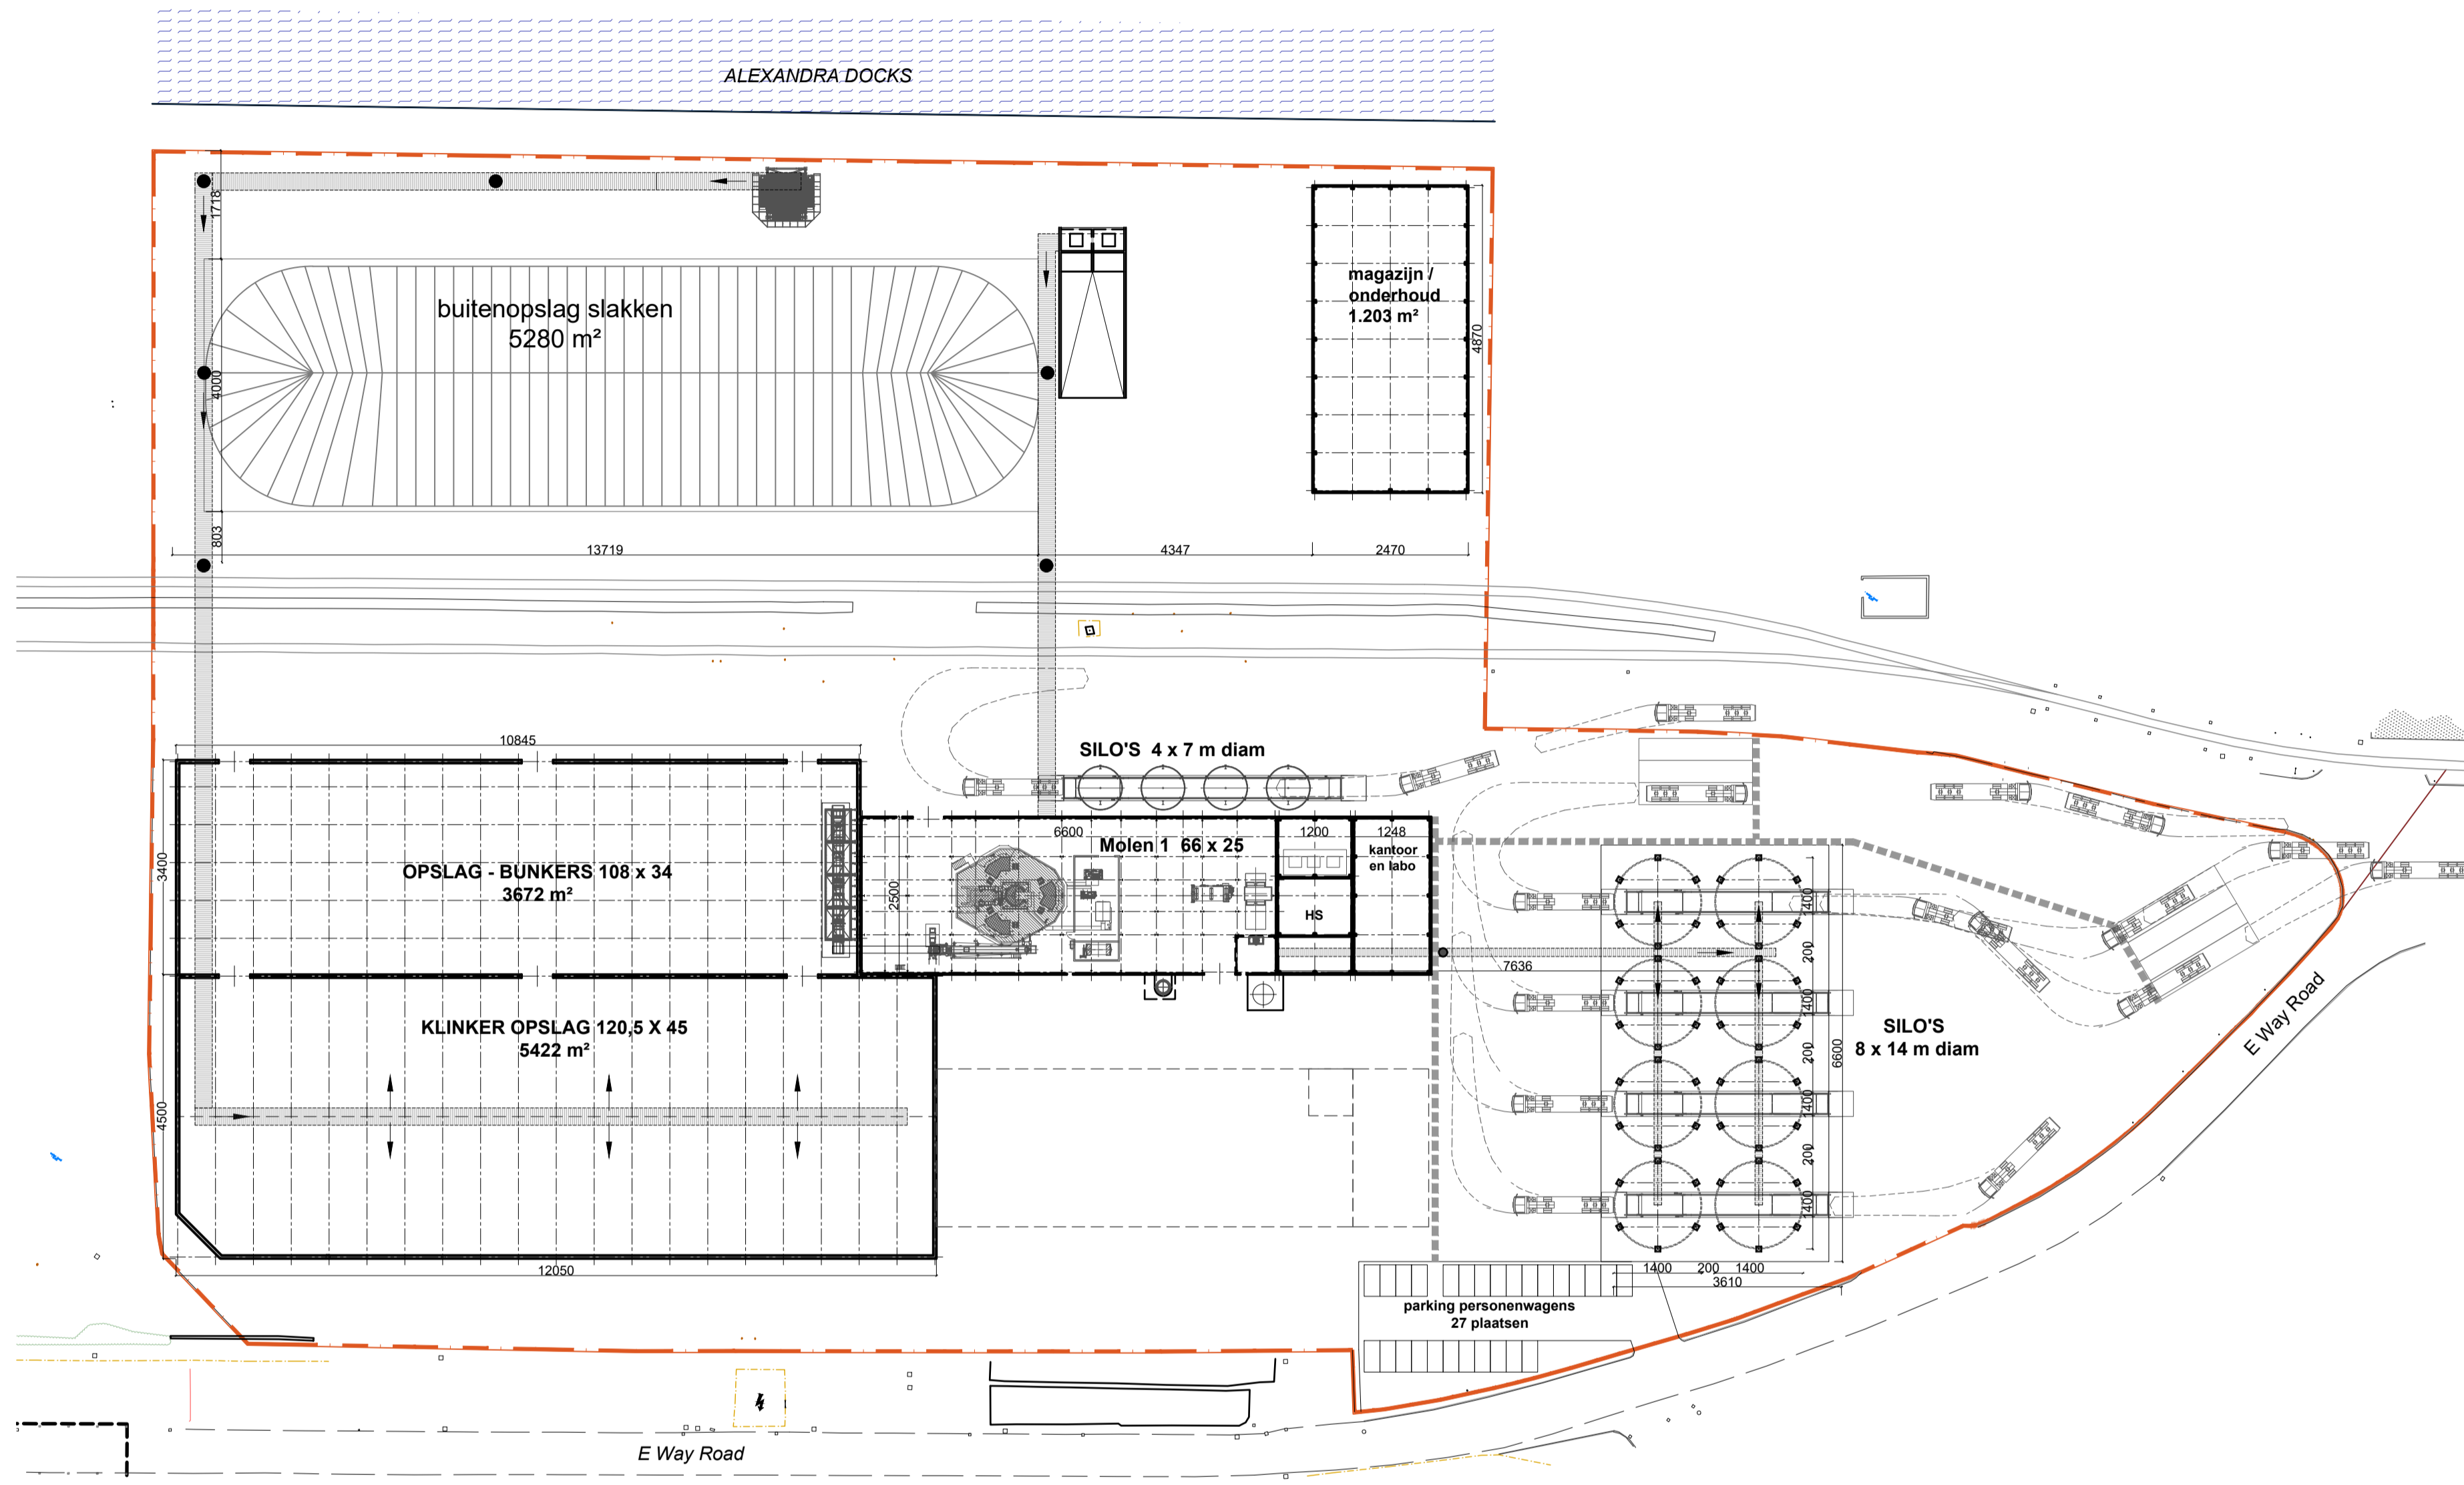 ALEXANDRA DOCKS
1718
buitenopslag slakken
5280 m²
magazijn /
onderhoud
1.203 m²
4870
4000
803
13719
4347
2470
10845
SILO'S 4 x 7 m diam
6600
1200
1248
Molen 1 66 x 25
kantoor
en labo
3400
OPSLAG - BUNKERS 108 x 34
3672 m²
2500
HS
1400
200
7636
1400
KLINKER OPSLAG 120,5 X 45
5422 m²
SILO'S
8 x 14 m diam
E Way Road
200
6600
4500
1400
200
1400
12050
1400
200
1400
3610
parking personenwagens
27 plaatsen
E Way Road